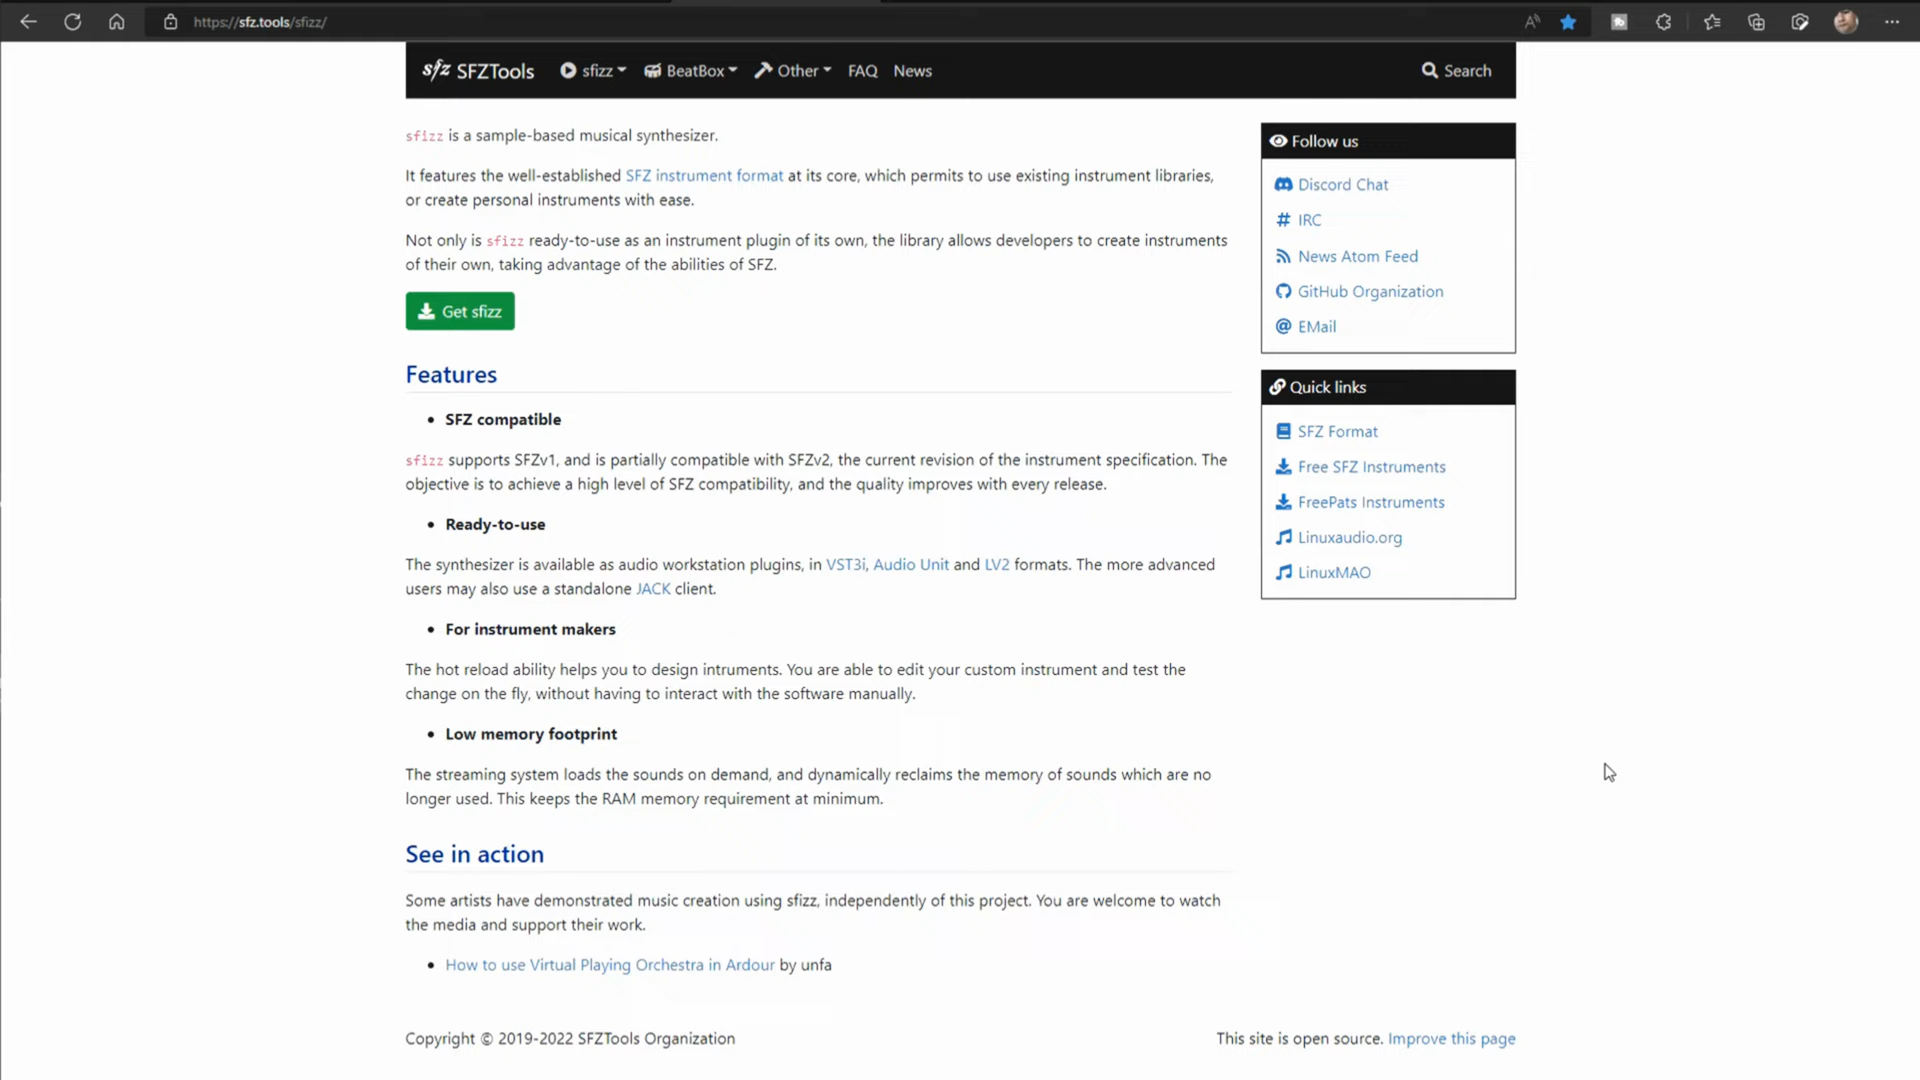 https://sfz.tools/sfizz/
sfz SFZTools sfizz BeatBox Other FAQ News Search
sfizz is a sample-based musical synthesizer.
It features the well-established SFZ instrument format at its core, which permits to use existing instrument libraries,
or create personal instruments with ease.
Not only is sfizz ready-to-use as an instrument plugin of its own, the library allows developers to create instruments
of their own, taking advantage of the abilities of SFZ.
Get sfizz
Features
• SFZ compatible
sfizz supports SFZv1, and is partially compatible with SFZv2, the current revision of the instrument specification. The
objective is to achieve a high level of SFZ compatibility, and the quality improves with every release.
• Ready-to-use
The synthesizer is available as audio workstation plugins, in VST3i, Audio Unit and LV2 formats. The more advanced
users may also use a standalone JACK client.
• For instrument makers
The hot reload ability helps you to design intruments. You are able to edit your custom instrument and test the
change on the fly, without having to interact with the software manually.
• Low memory footprint
The streaming system loads the sounds on demand, and dynamically reclaims the memory of sounds which are no
longer used. This keeps the RAM memory requirement at minimum.
See in action
Some artists have demonstrated music creation using sfizz, independently of this project. You are welcome to watch
the media and support their work.
• How to use Virtual Playing Orchestra in Ardour by unfa
Follow us
Discord Chat
# IRC
News Atom Feed
GitHub Organization
@ EMail
Quick links
SFZ Format
Free SFZ Instruments
FreePats Instruments
Linuxaudio.org
LinuxMAO
Copyright © 2019-2022 SFZTools Organization
This site is open source. Improve this page